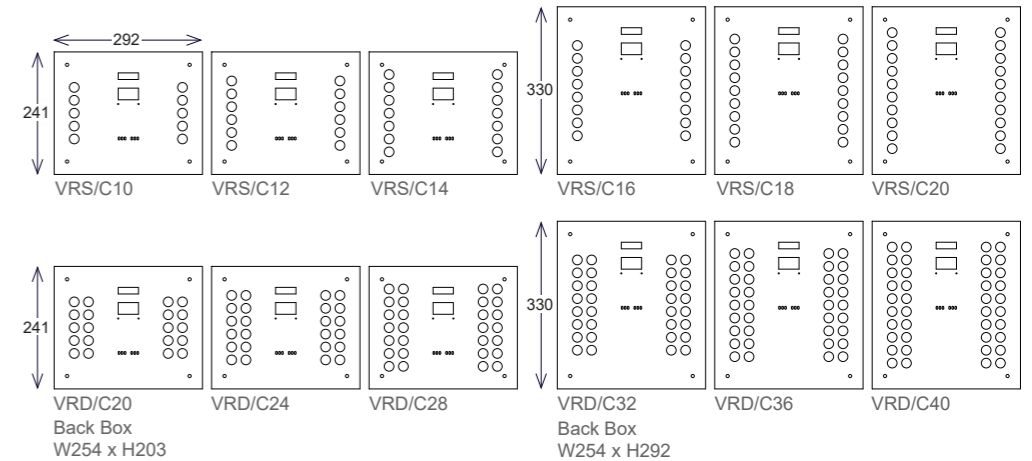 292
241
330
VRS/C10 VRS/C12 VRS/C14 VRS/C16 VRS/C18 VRS/C20
241
330
VRD/C20 VRD/C24 VRD/C28 VRD/C32 VRD/C36 VRD/C40
Back Box Back Box
W254 x H203 W254 x H292